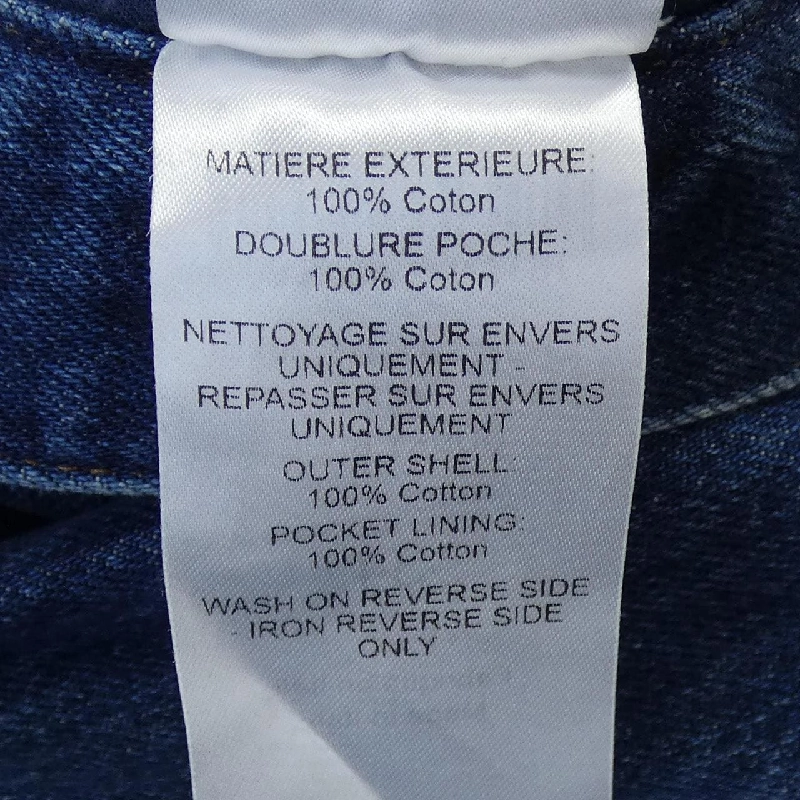 MATIERE EXTERIEURE:
100% Coton
DOUBLURE POCHE:
100% Coton
NETTOYAGE SUR ENVERS
UNIQUEMENT -
REPASSER SUR ENVERS
UNIQUEMENT
OUTER SHELL:
100% Cotton
POCKET LINING:
100% Cotton
WASH ON REVERSE SIDE
- IRON REVERSE SIDE
ONLY